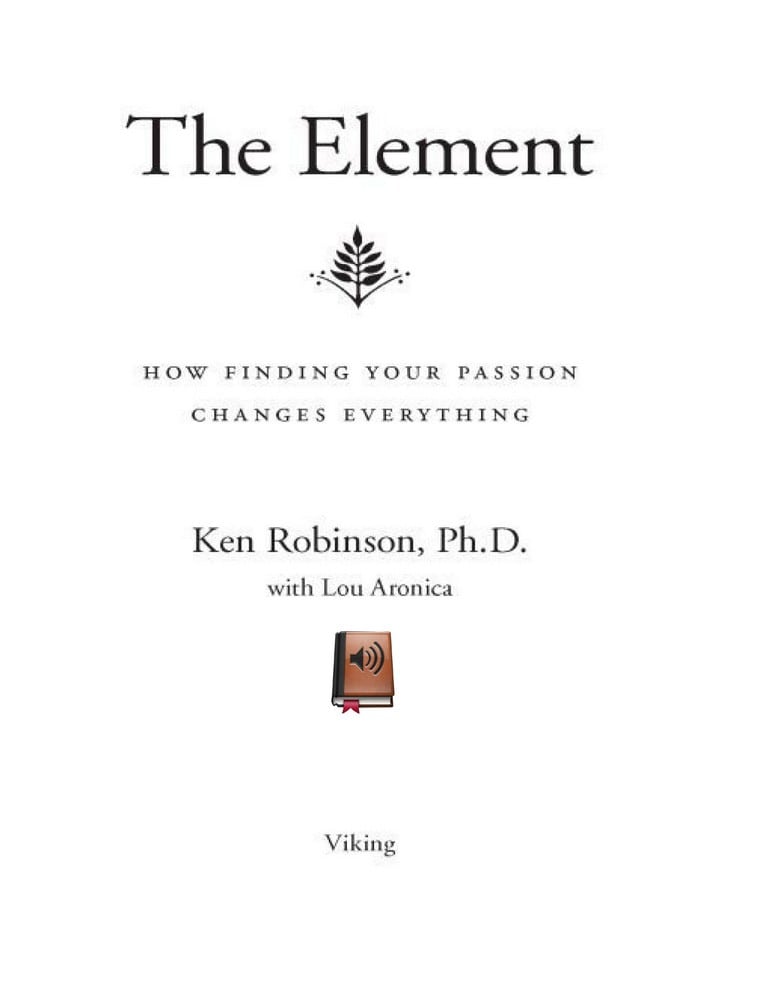 The Element
HOW FINDING YOUR PASSION
CHANGES EVERYTHING
Ken Robinson, Ph.D.
with Lou Aronica
Viking